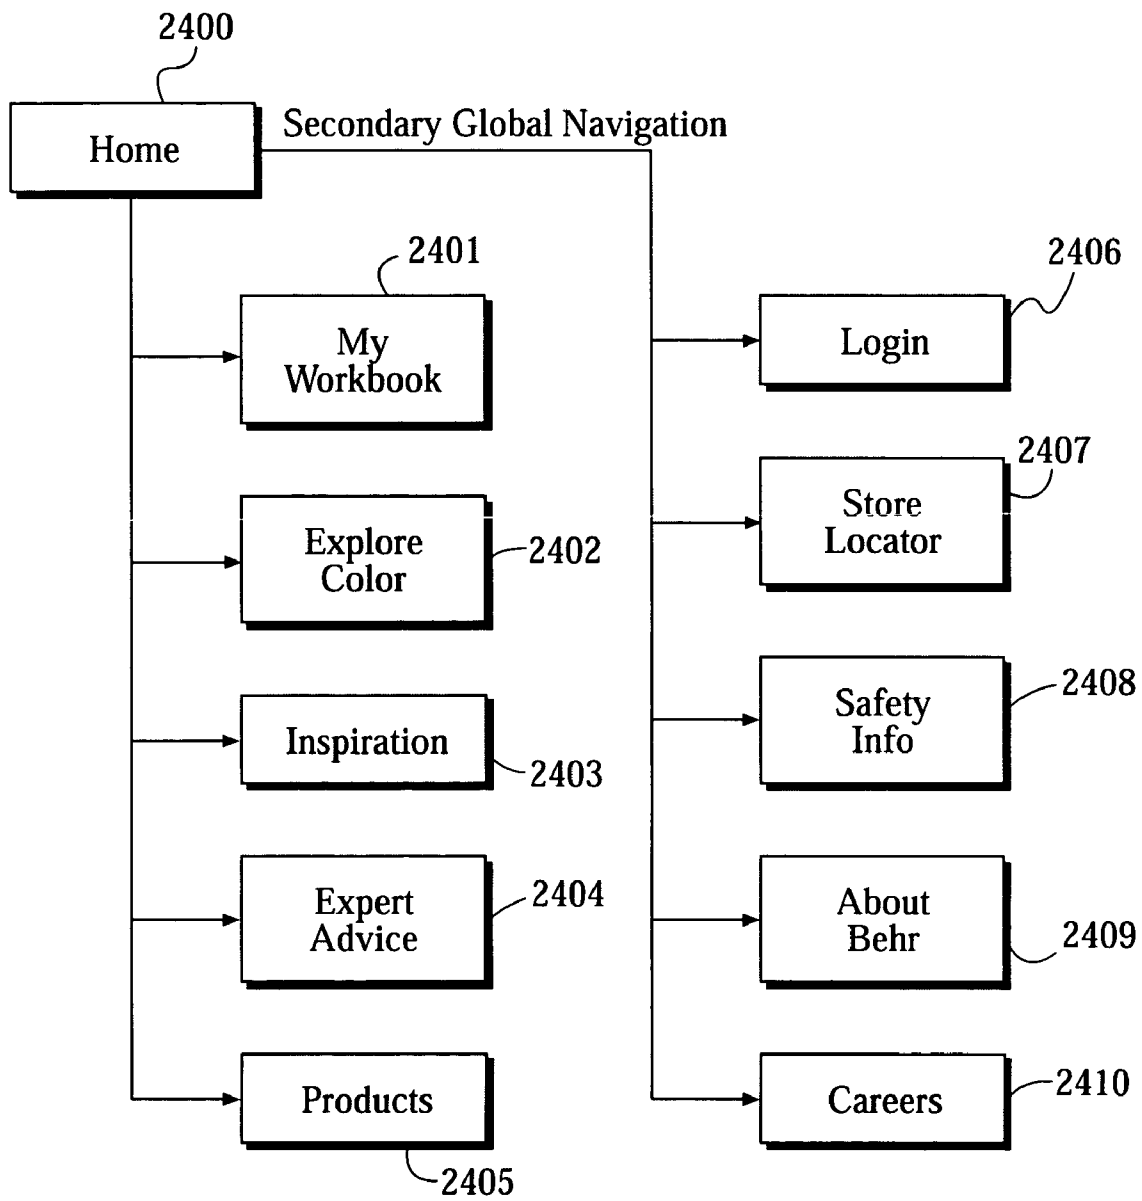 2400
Home
Secondary Global Navigation
2401
My
Workbook
Explore
Color
2402
Inspiration
2403
Expert
Advice
2404
Products
2405
2406
Login
2407
Store
Locator
2408
Safety
Info
About
Behr
2409
Careers
2410